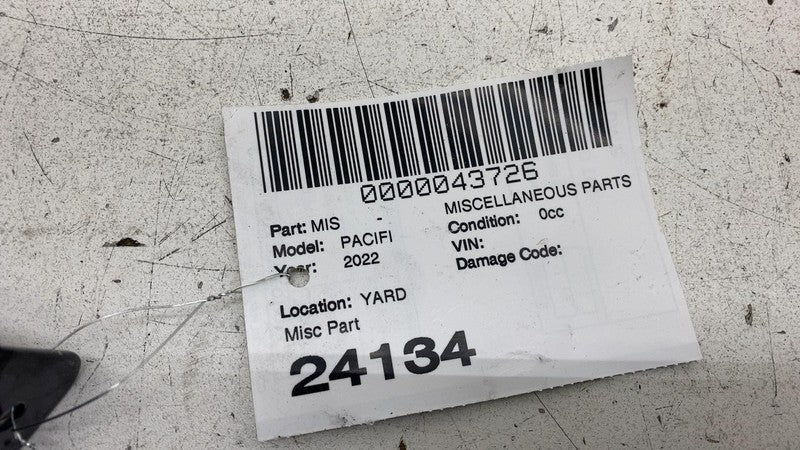 0000043726
Part: MIS - MISCELLANEOUS PARTS
Model: PACIFI Condition: 0cc
Year: 2022 VIN:
Damage Code:
Location: YARD
Misc Part
24134